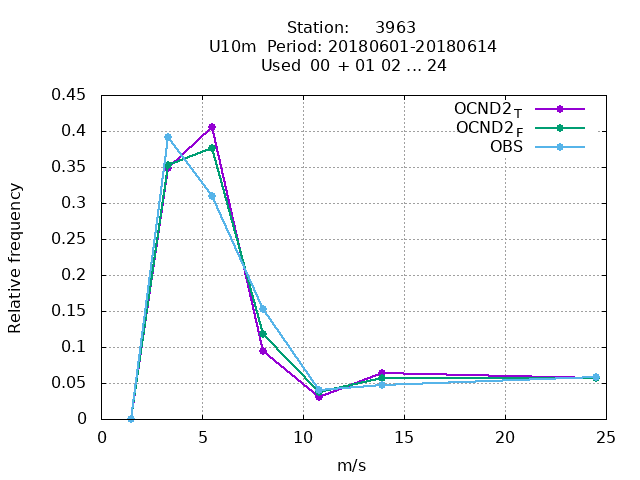 Station: 3963
U10m Period: 20180601-20180614
Used 00 + 01 02 ... 24
OCND2_T
OCND2_F
OBS
Relative frequency
0.45
0.4
0.35
0.3
0.25
0.2
0.15
0.1
0.05
0
0 5 10 15 20 25
m/s